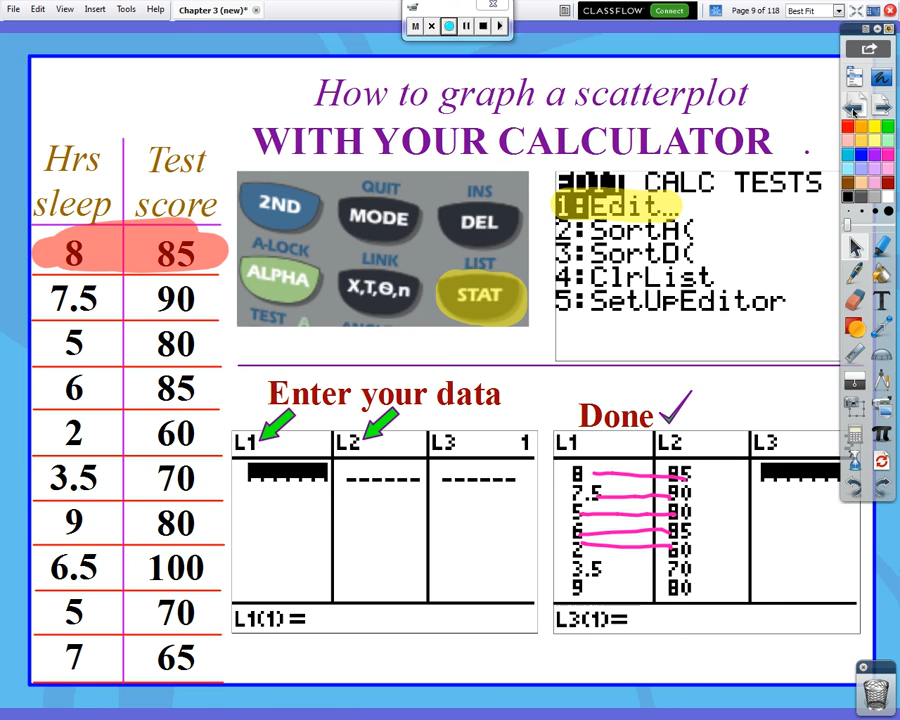 File Edit View Insert Tools Help
Chapter 3 (new)*
M
CLASSFLOW Connect
Page 9 of 118
Best Fit
How to graph a scatterplot
WITH YOUR CALCULATOR .
Hrs sleep Test score
8 85
7.5 90
5 80
6 85
2 60
3.5 70
9 80
6.5 100
5 70
7 65
QUIT INS
2ND MODE DEL
A-LOCK LINK LIST
ALPHA X,T,Θ,n STAT
TEST A
EDIT CALC TESTS
1:Edit…
2:SortA(
3:SortD(
4:ClrList
5:SetUpEditor
Enter your data
L1 L2 L3 1
L1(1)=
Done
L1 L2 L3
8 85
7.5 90
5 80
6 85
2 60
3.5 70
9 80
L3(1)=